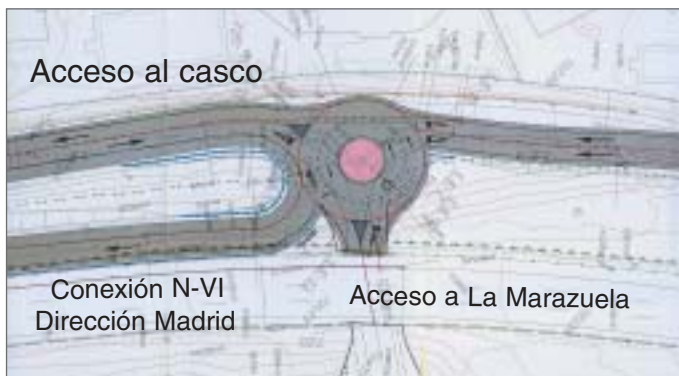 Acceso al casco
Conexión N-VI
Dirección Madrid
Acceso a La Marazuela